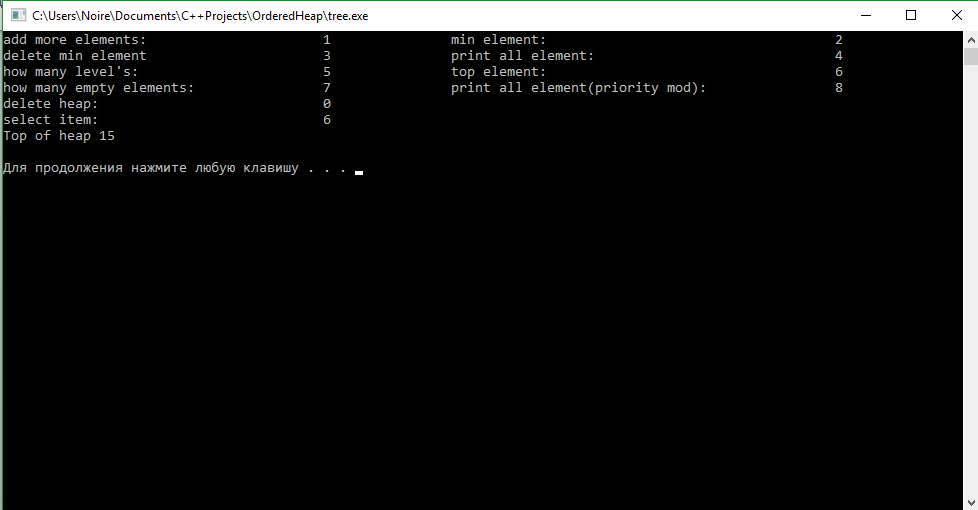 C:\Users\Noire\Documents\C++Projects\OrderedHeap\tree.exe
add more elements: 1 min element: 2
delete min element 3 print all element: 4
how many level's: 5 top element: 6
how many empty elements: 7 print all element(priority mod): 8
delete heap: 0
select item: 6
Top of heap 15
Для продолжения нажмите любую клавишу . . .